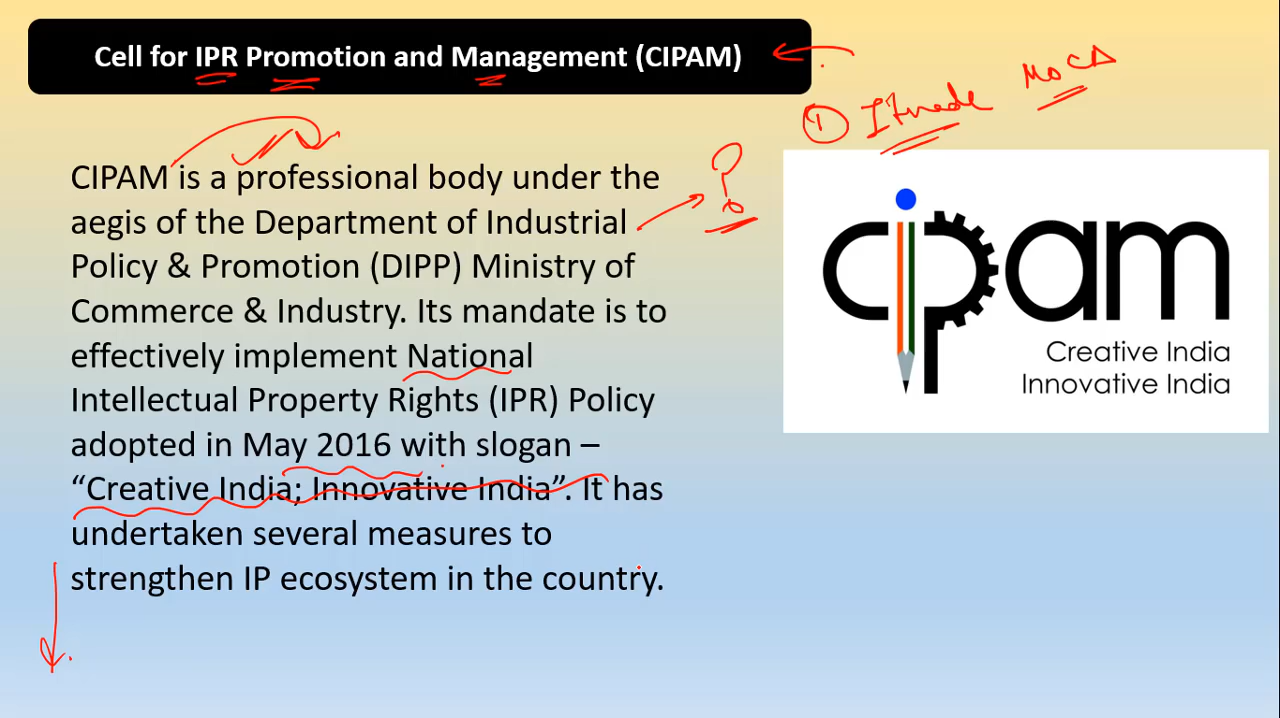 Cell for IPR Promotion and Management (CIPAM)
① Itrade MoCA
CIPAM is a professional body under the
aegis of the Department of Industrial
Policy & Promotion (DIPP) Ministry of
Commerce & Industry. Its mandate is to
effectively implement National
Intellectual Property Rights (IPR) Policy
adopted in May 2016 with slogan –
“Creative India; Innovative India”. It has
undertaken several measures to
strengthen IP ecosystem in the country.
?
cipam
Creative India
Innovative India